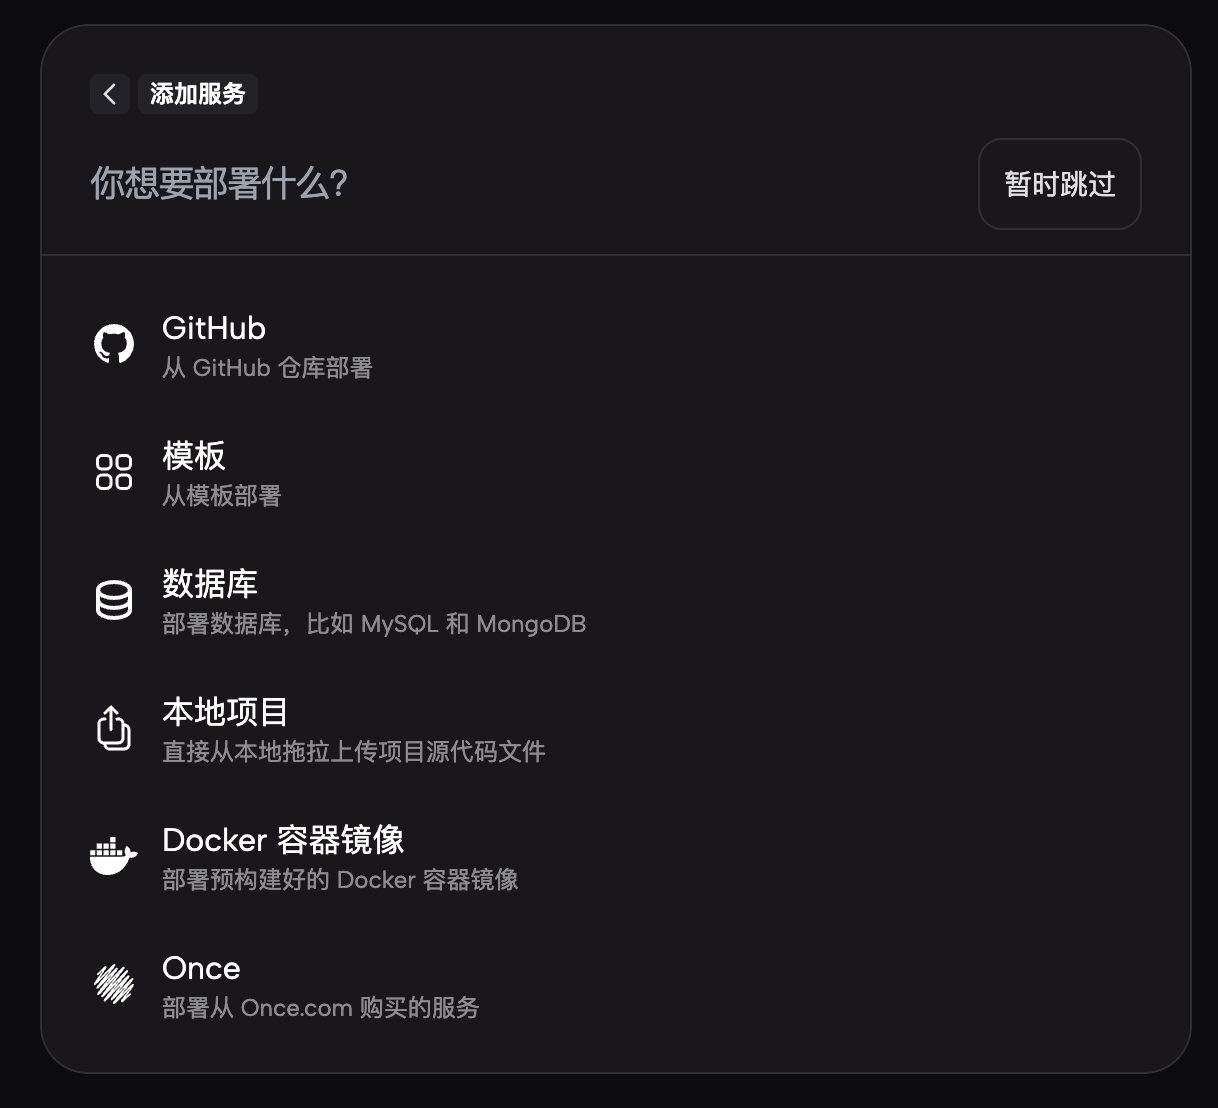 添加服务
你想要部署什么?
暂时跳过
GitHub
从 GitHub 仓库部署
模板
从模板部署
数据库
部署数据库，比如 MySQL 和 MongoDB
本地项目
直接从本地拖拉上传项目源代码文件
Docker 容器镜像
部署预构建好的 Docker 容器镜像
Once
部署从 Once.com 购买的服务